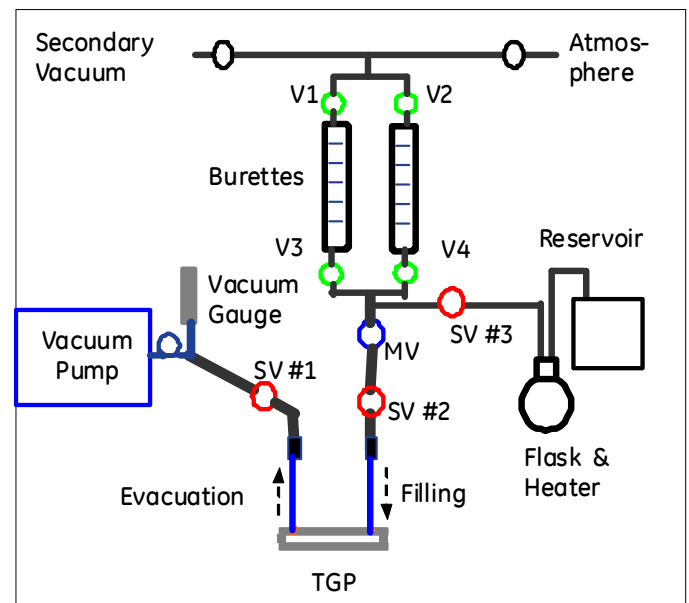 Secondary
Vacuum
Atmos-
phere
V1
V2
Burettes
V3
V4
Reservoir
Vacuum
Gauge
Vacuum
Pump
SV #1
MV
SV #3
SV #2
Evacuation
Filling
Flask &
Heater
TGP